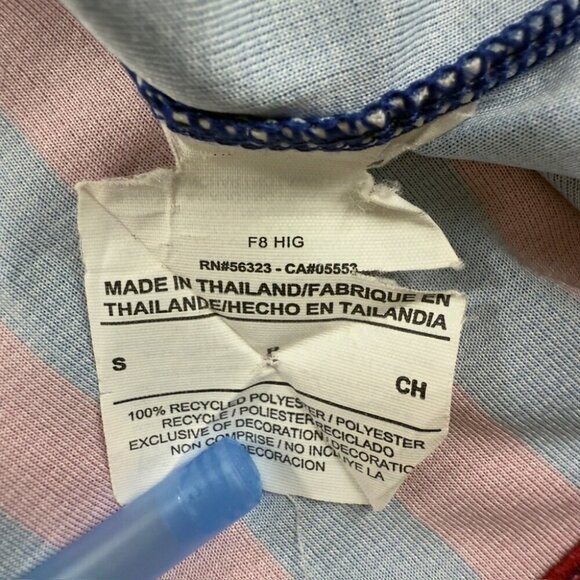 F8 HIG
RN#56323 - CA#05553
MADE IN THAILAND/FABRIQUE EN
THAILANDE/HECHO EN TAILANDIA
S CH
100% RECYCLED POLYESTER / POLYESTER
RECYCLE / POLIESTER RECICLADO
EXCLUSIVE OF DECORATION / DECORATION
NON COMPRISE / NO INCLUYE LA
DECORACION